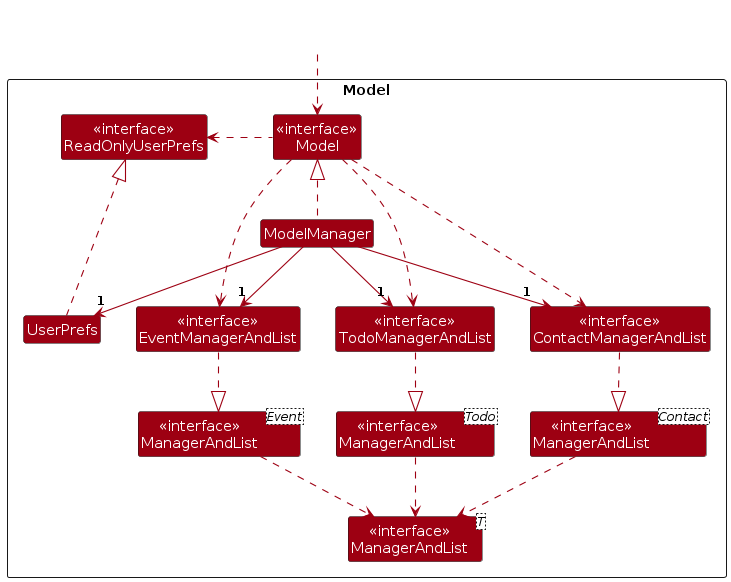 Model
«interface»
ReadOnlyUserPrefs
«interface»
Model
ModelManager
1
1
1
1
UserPrefs
«interface»
EventManagerAndList
«interface»
TodoManagerAndList
«interface»
ContactManagerAndList
«interface»
ManagerAndList
Event
«interface»
ManagerAndList
Todo
«interface»
ManagerAndList
Contact
«interface»
ManagerAndList
T